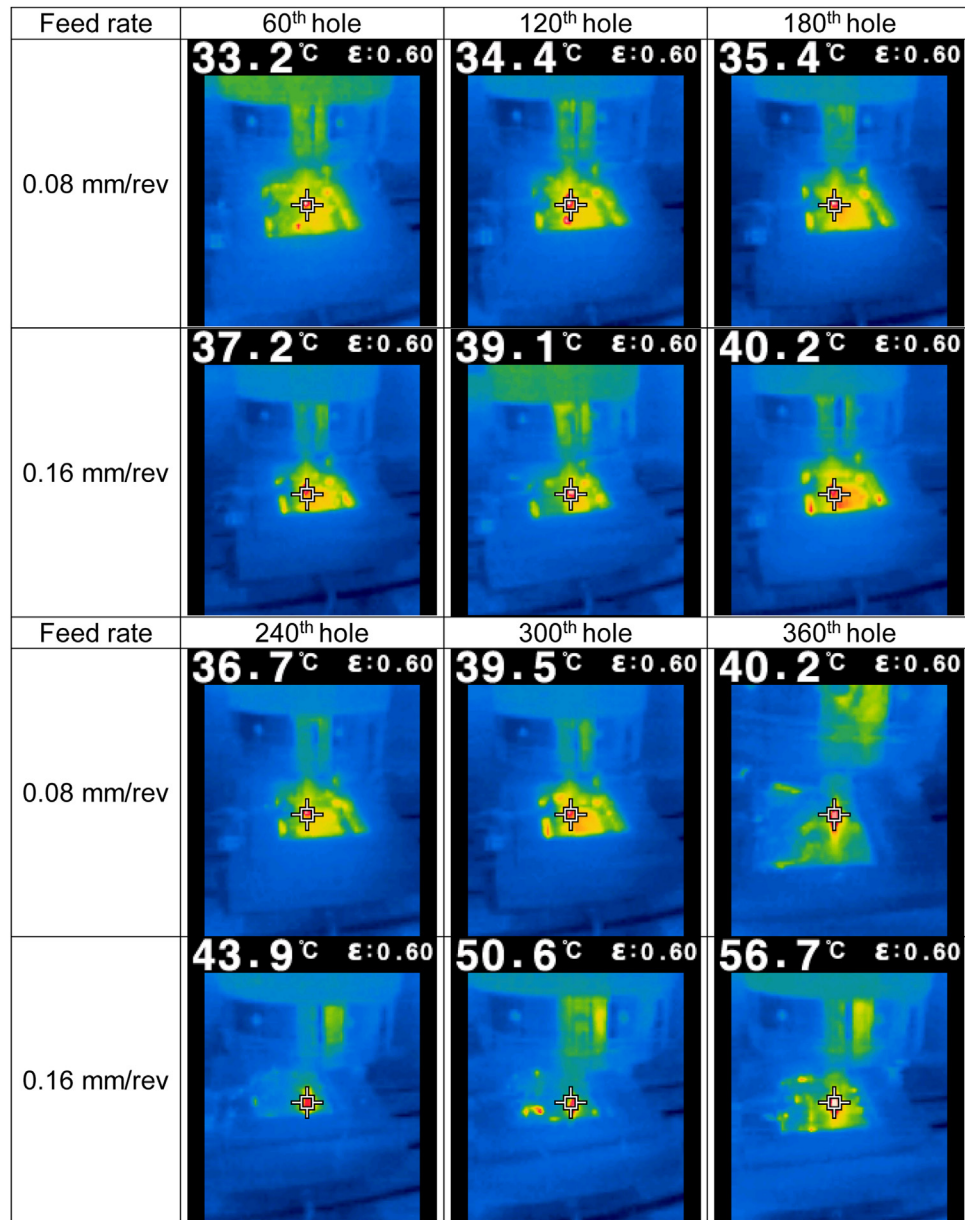 Feed rate 60th hole 120th hole 180th hole
33.2°C ε:0.60 34.4°C ε:0.60 35.4°C ε:0.60
0.08 mm/rev
37.2°C ε:0.60 39.1°C ε:0.60 40.2°C ε:0.60
0.16 mm/rev
Feed rate 240th hole 300th hole 360th hole
36.7°C ε:0.60 39.5°C ε:0.60 40.2°C ε:0.60
0.08 mm/rev
43.9°C ε:0.60 50.6°C ε:0.60 56.7°C ε:0.60
0.16 mm/rev